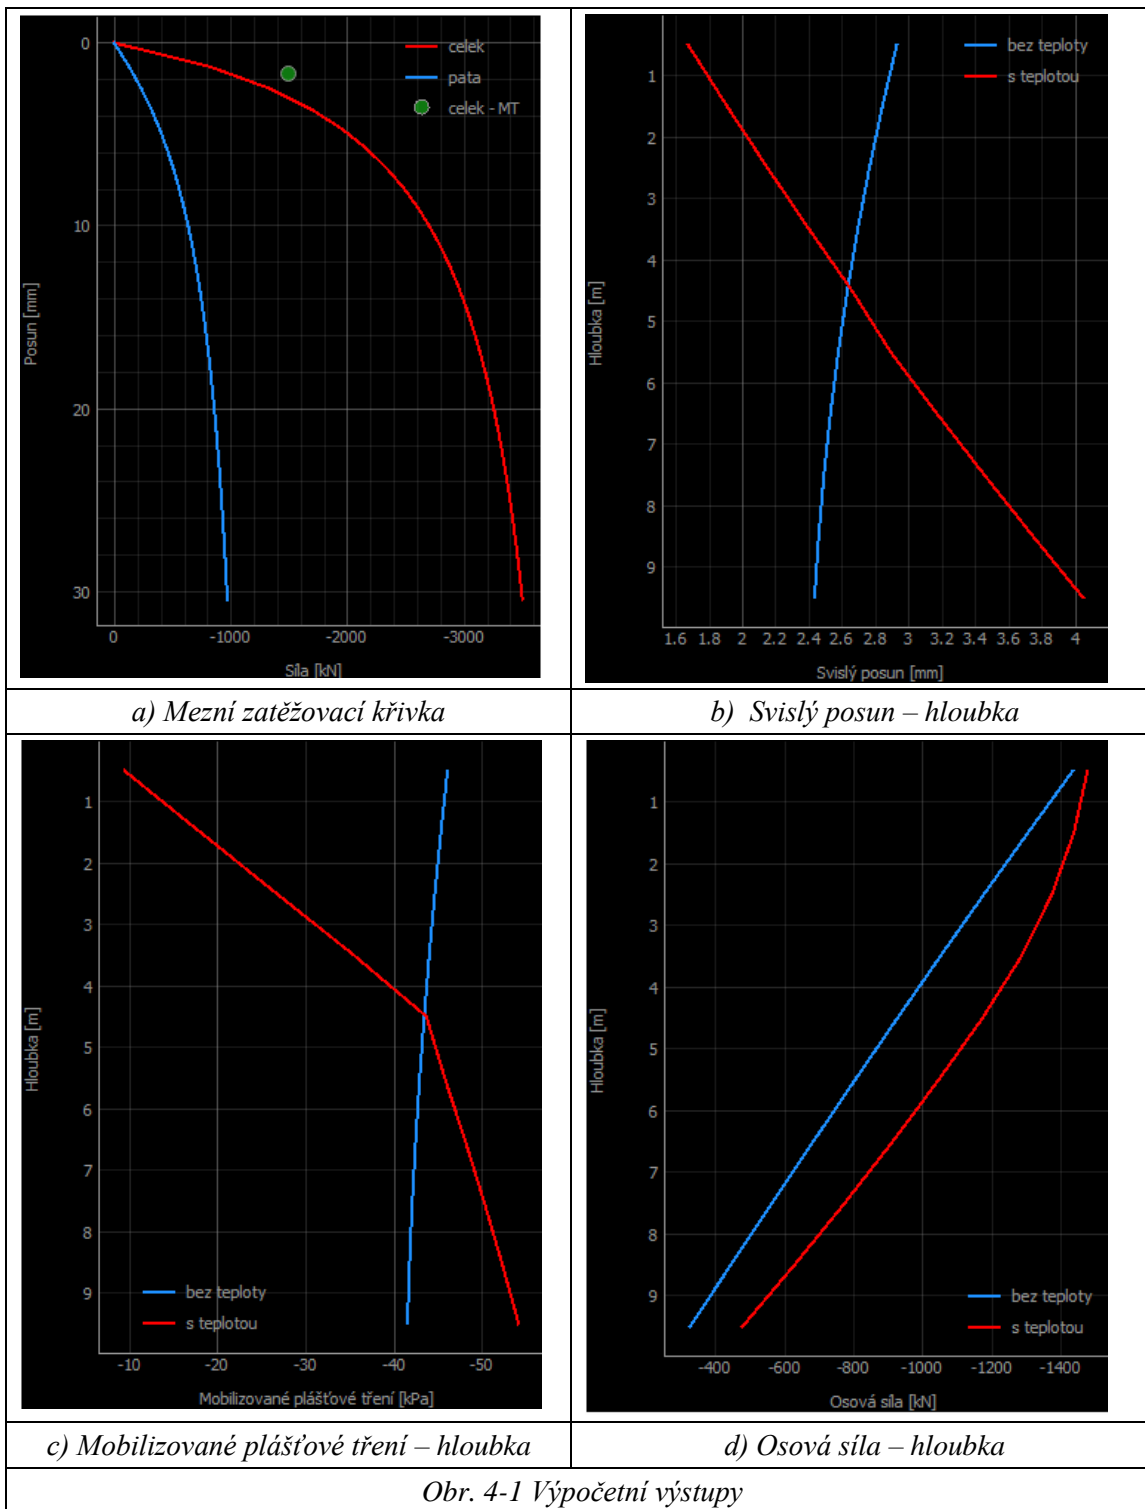 celek
pata
celek - MT
0
10
20
30
Posun [mm]
0 -1000 -2000 -3000
Síla [kN]
bez teploty
s teplotou
1
2
3
4
5
6
7
8
9
Hloubka [m]
1.6 1.8 2 2.2 2.4 2.6 2.8 3 3.2 3.4 3.6 3.8 4
Svislý posun [mm]
a) Mezní zatěžovací křivka
b) Svislý posun – hloubka
1
2
3
4
5
6
7
8
9
Hloubka [m]
bez teploty
s teplotou
-10 -20 -30 -40 -50
Mobilizované plášťové tření [kPa]
1
2
3
4
5
6
7
8
9
Hloubka [m]
bez teploty
s teplotou
-400 -600 -800 -1000 -1200 -1400
Osová síla [kN]
c) Mobilizované plášťové tření – hloubka
d) Osová síla – hloubka
Obr. 4-1 Výpočetní výstupy